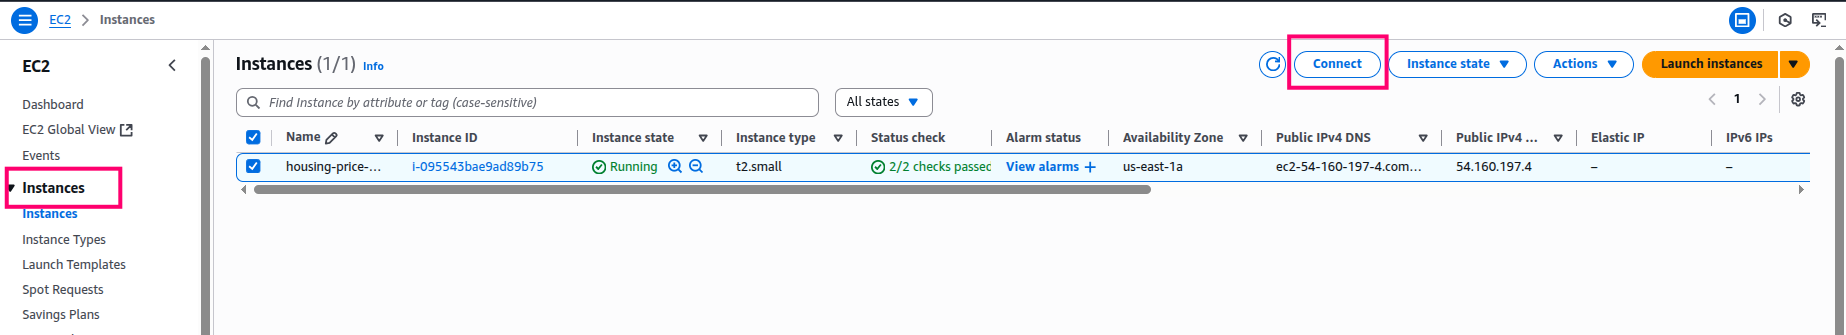 EC2 > Instances
EC2
Dashboard
EC2 Global View
Events
Instances
Instances
Instance Types
Launch Templates
Spot Requests
Savings Plans
Instances (1/1) Info
Connect
Instance state
Actions
Launch instances
Find Instance by attribute or tag (case-sensitive)
All states
1
Name Instance ID Instance state Instance type Status check Alarm status Availability Zone Public IPv4 DNS Public IPv4 ... Elastic IP IPv6 IPs
housing-price-... i-095543bae9ad89b75 Running t2.small 2/2 checks passed View alarms + us-east-1a ec2-54-160-197-4.com... 54.160.197.4 – –